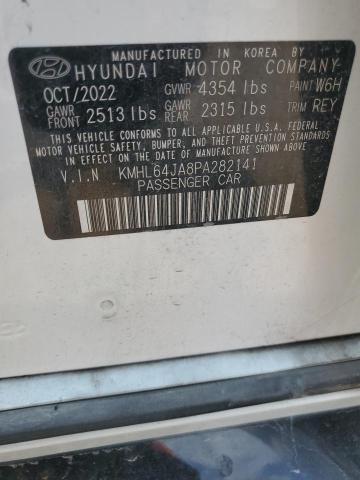 MANUFACTURED IN KOREA BY
HYUNDAI MOTOR COMPANY
OCT/2022 GVWR 4354 lbs PAINT W6H
GAWR FRONT 2513 lbs GAWR REAR 2315 lbs TRIM REY
THIS VEHICLE CONFORMS TO ALL APPLICABLE U.S.A. FEDERAL
MOTOR VEHICLE SAFETY, BUMPER, AND THEFT PREVENTION
STANDARDS IN EFFECT ON THE DATE OF MANUFACTURE SHOWN ABOVE.
V.I.N KMHL64JA8PA282141
PASSENGER CAR